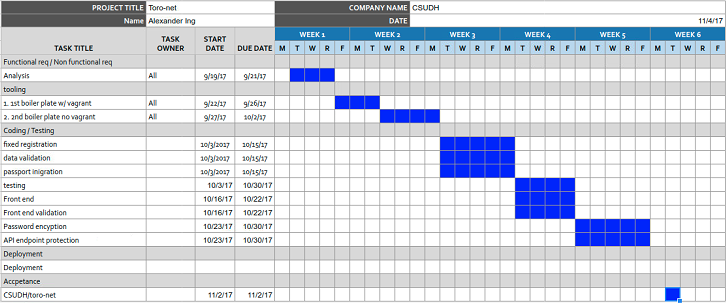 PROJECT TITLE Toro-net COMPANY NAME CSUDH
Name Alexander Ing DATE 11/4/17
WEEK 1 WEEK 2 WEEK 3 WEEK 4 WEEK 5 WEEK 6
TASK TITLE TASK OWNER START DATE DUE DATE M T W R F M T W R F M T W R F M T W R F M T W R F M T W R F
Functional req / Non functional req
Analysis All 9/19/17 9/21/17
tooling
1. 1st boiler plate w/ vagrant All 9/22/17 9/26/17
2. 2nd boiler plate no vagrant All 9/27/17 10/2/17
Coding / Testing
fixed registration 10/3/2017 10/15/17
data validation 10/3/2017 10/15/17
passport inigration 10/3/2017 10/15/17
testing 10/3/17 10/30/17
Front end 10/16/17 10/22/17
Front end validation 10/16/17 10/22/17
Password encyption 10/23/17 10/30/17
API endpoint protection 10/23/17 10/30/17
Deployment
Deployment
Accpetance
CSUDH/toro-net 11/2/17 11/2/17